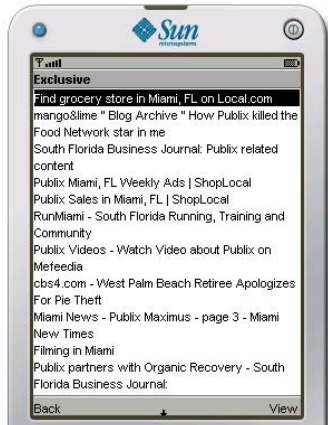 Sun
microsystems
Exclusive
Find grocery store in Miami, FL on Local.com
mango&lime " Blog Archive " How Publix killed the
Food Network star in me
South Florida Business Journal: Publix related
content
Publix Miami, FL Weekly Ads | ShopLocal
Publix Sales in Miami, FL | ShopLocal
RunMiami - South Florida Running, Training and
Community
Publix Videos - Watch Video about Publix on
Mefeedia
cbs4.com - West Palm Beach Retiree Apologizes
For Pie Theft
Miami News - Publix Maximus - page 3 - Miami
New Times
Filming in Miami
Publix partners with Organic Recovery - South
Florida Business Journal:
Back View